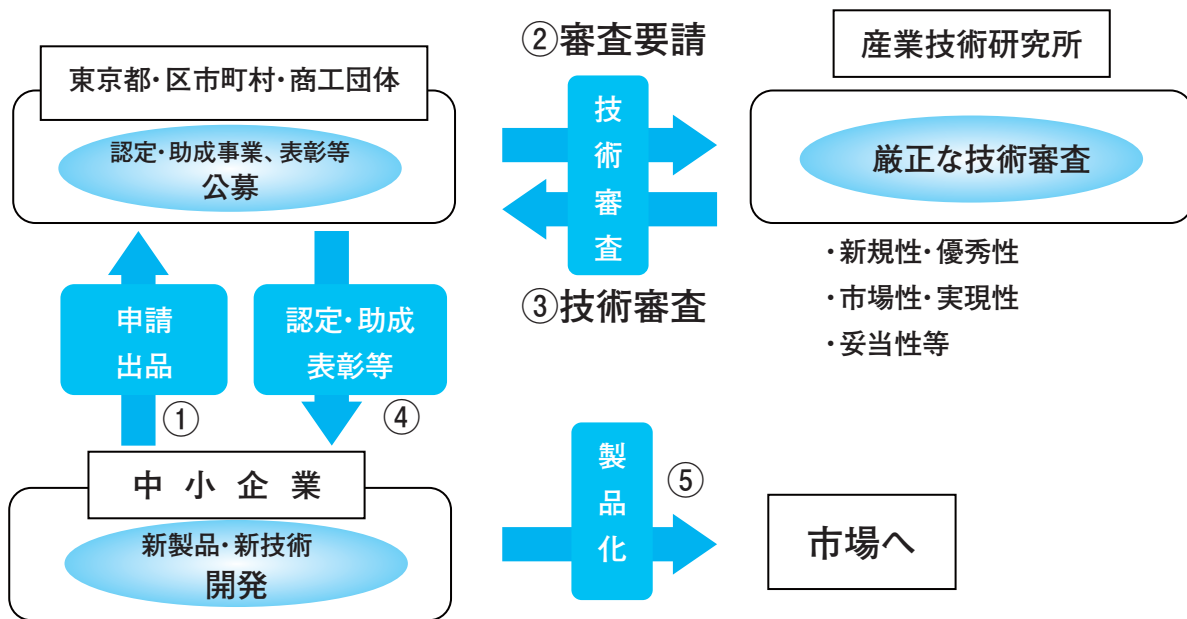 ②審査要請
産業技術研究所
東京都・区市町村・商工団体
認定・助成事業、表彰等
公募
技術審査
厳正な技術審査
・新規性・優秀性
・市場性・実現性
・妥当性等
③技術審査
申請
出品
①
認定・助成
表彰等
④
中小企業
新製品・新技術
開発
製品化
⑤
市場へ